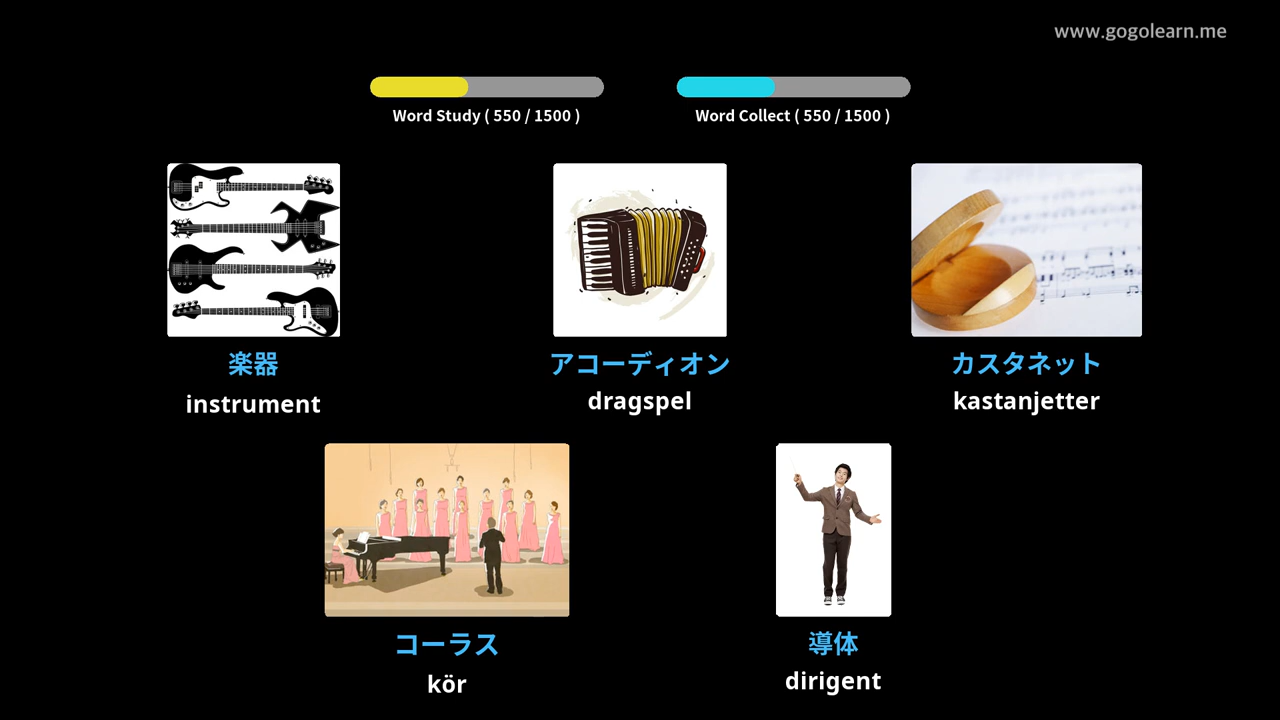 www.gogolearn.me
Word Study ( 550 / 1500 )
Word Collect ( 550 / 1500 )
楽器
instrument
アコーディオン
dragspel
カスタネット
kastanjetter
コーラス
kör
導体
dirigent